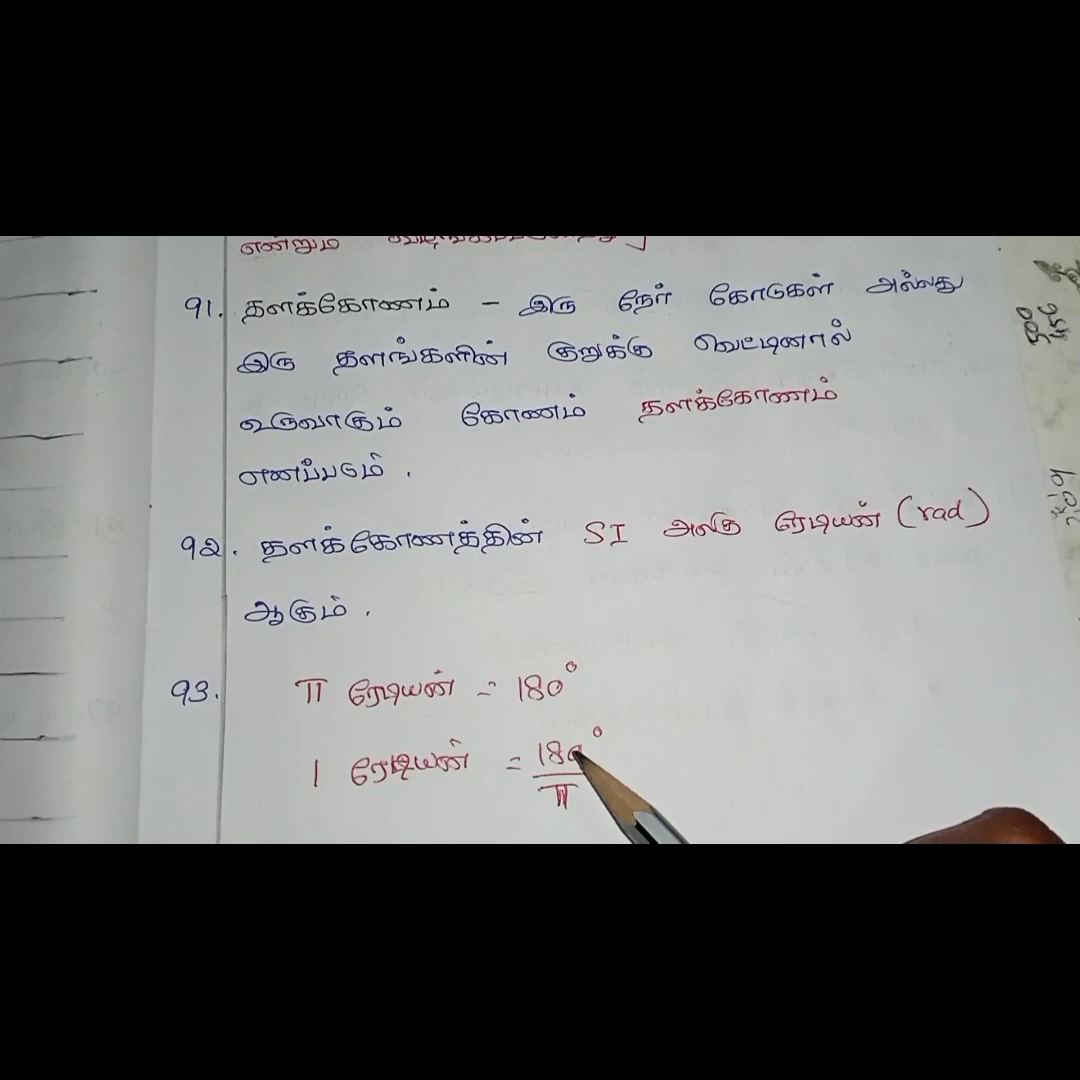 என்றும்
91. தளக்கோணம் - இரு நேர் கோடுகள் அல்லது
இரு தளங்களின் குறுக்கு வெட்டினால்
உருவாகும் கோணம் தளக்கோணம்
எனப்படும் .
92. தளக்கோணத்தின் SI அலகு ரேடியன் (rad)
ஆகும் .
93. π ரேடியன் = 180°
1 ரேடியன் = 180° / π